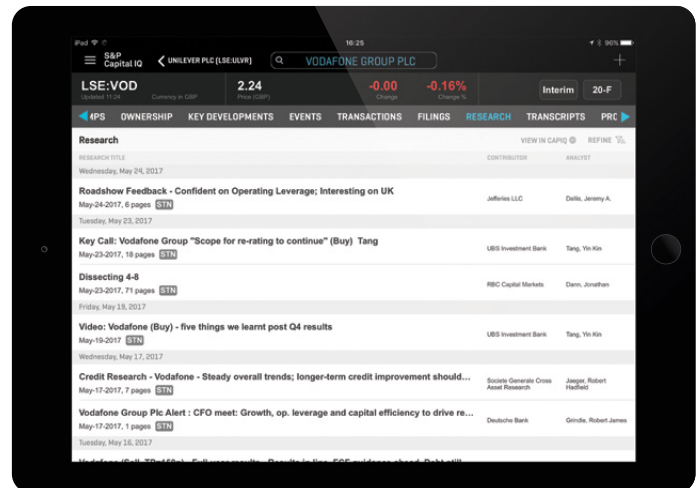 iPad
16:25
90%
S&P
Capital IQ
UNILEVER PLC (LSE:ULVR)
VODAFONE GROUP PLC
LSE:VOD
2.24
-0.00
-0.16%
Interim
20-F
Updated 11:24
Currency in GBP
Price (GBP)
Change
Change %
OWNERSHIP KEY DEVELOPMENTS EVENTS TRANSACTIONS FILINGS RESEARCH TRANSCRIPTS
Research
VIEW IN CAPIQ
REFINE
RESEARCH TITLE
CONTRIBUTOR
ANALYST
Wednesday, May 24, 2017
Roadshow Feedback - Confident on Operating Leverage; Interesting on UK
May-24-2017, 6 pages STN
Jefferies LLC
Dellis, Jeremy A.
Tuesday, May 23, 2017
Key Call: Vodafone Group "Scope for re-rating to continue" (Buy) Tang
May-23-2017, 18 pages STN
UBS Investment Bank
Tang, Yin Kin
Dissecting 4-8
May-23-2017, 71 pages STN
RBC Capital Markets
Dann, Jonathan
Friday, May 19, 2017
Video: Vodafone (Buy) - five things we learnt post Q4 results
May-19-2017 STN
UBS Investment Bank
Tang, Yin Kin
Wednesday, May 17, 2017
Credit Research - Vodafone - Steady overall trends; longer-term credit improvement should...
May-17-2017, 7 pages STN
Societe Generale Cross
Asset Research
Jaeger, Robert
Hadfield
Vodafone Group Plc Alert : CFO meet: Growth, op. leverage and capital efficiency to drive re...
May-17-2017, 1 pages STN
Deutsche Bank
Grindle, Robert James
Tuesday, May 16, 2017